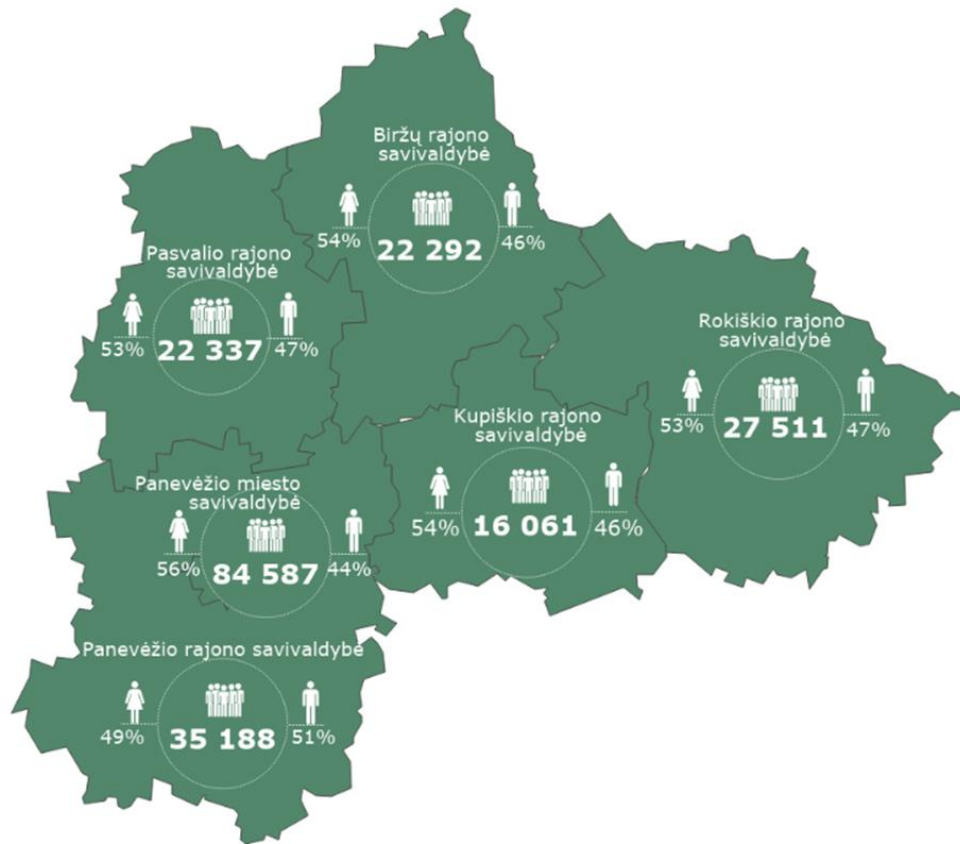 Biržų rajono
savivaldybė
54%
22 292
46%
Pasvalio rajono
savivaldybė
53%
22 337
47%
Rokiškio rajono
savivaldybė
53%
27 511
47%
Kupiškio rajono
savivaldybė
54%
16 061
46%
Panevėžio miesto
savivaldybė
56%
84 587
44%
Panevėžio rajono savivaldybė
49%
35 188
51%